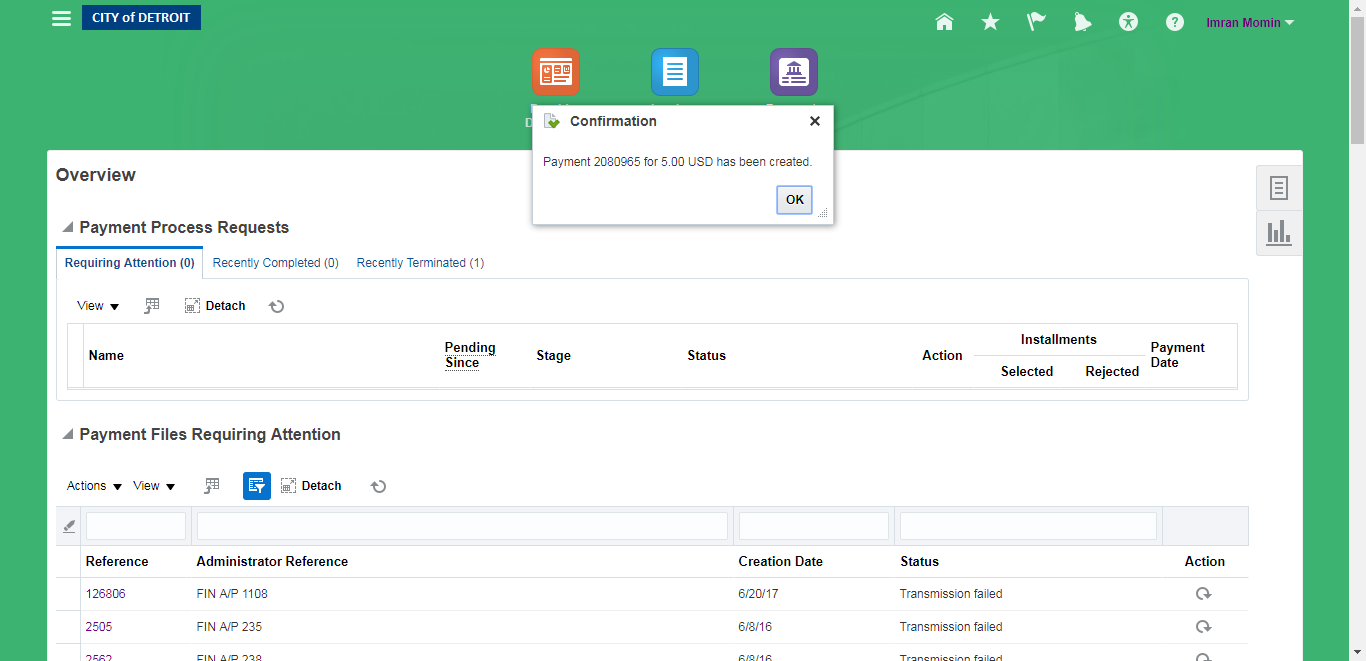 CITY of DETROIT
Imran Momin
Confirmation
Payment 2080965 for 5.00 USD has been created.
OK
Overview
Payment Process Requests
Requiring Attention (0) Recently Completed (0) Recently Terminated (1)
View Detach
Name Pending Since Stage Status Action Installments Selected Rejected Payment Date
Payment Files Requiring Attention
Actions View Detach
Reference Administrator Reference Creation Date Status Action
126806 FIN A/P 1108 6/20/17 Transmission failed
2505 FIN A/P 235 6/8/16 Transmission failed
2562 FIN A/P 238 6/8/16 Transmission failed